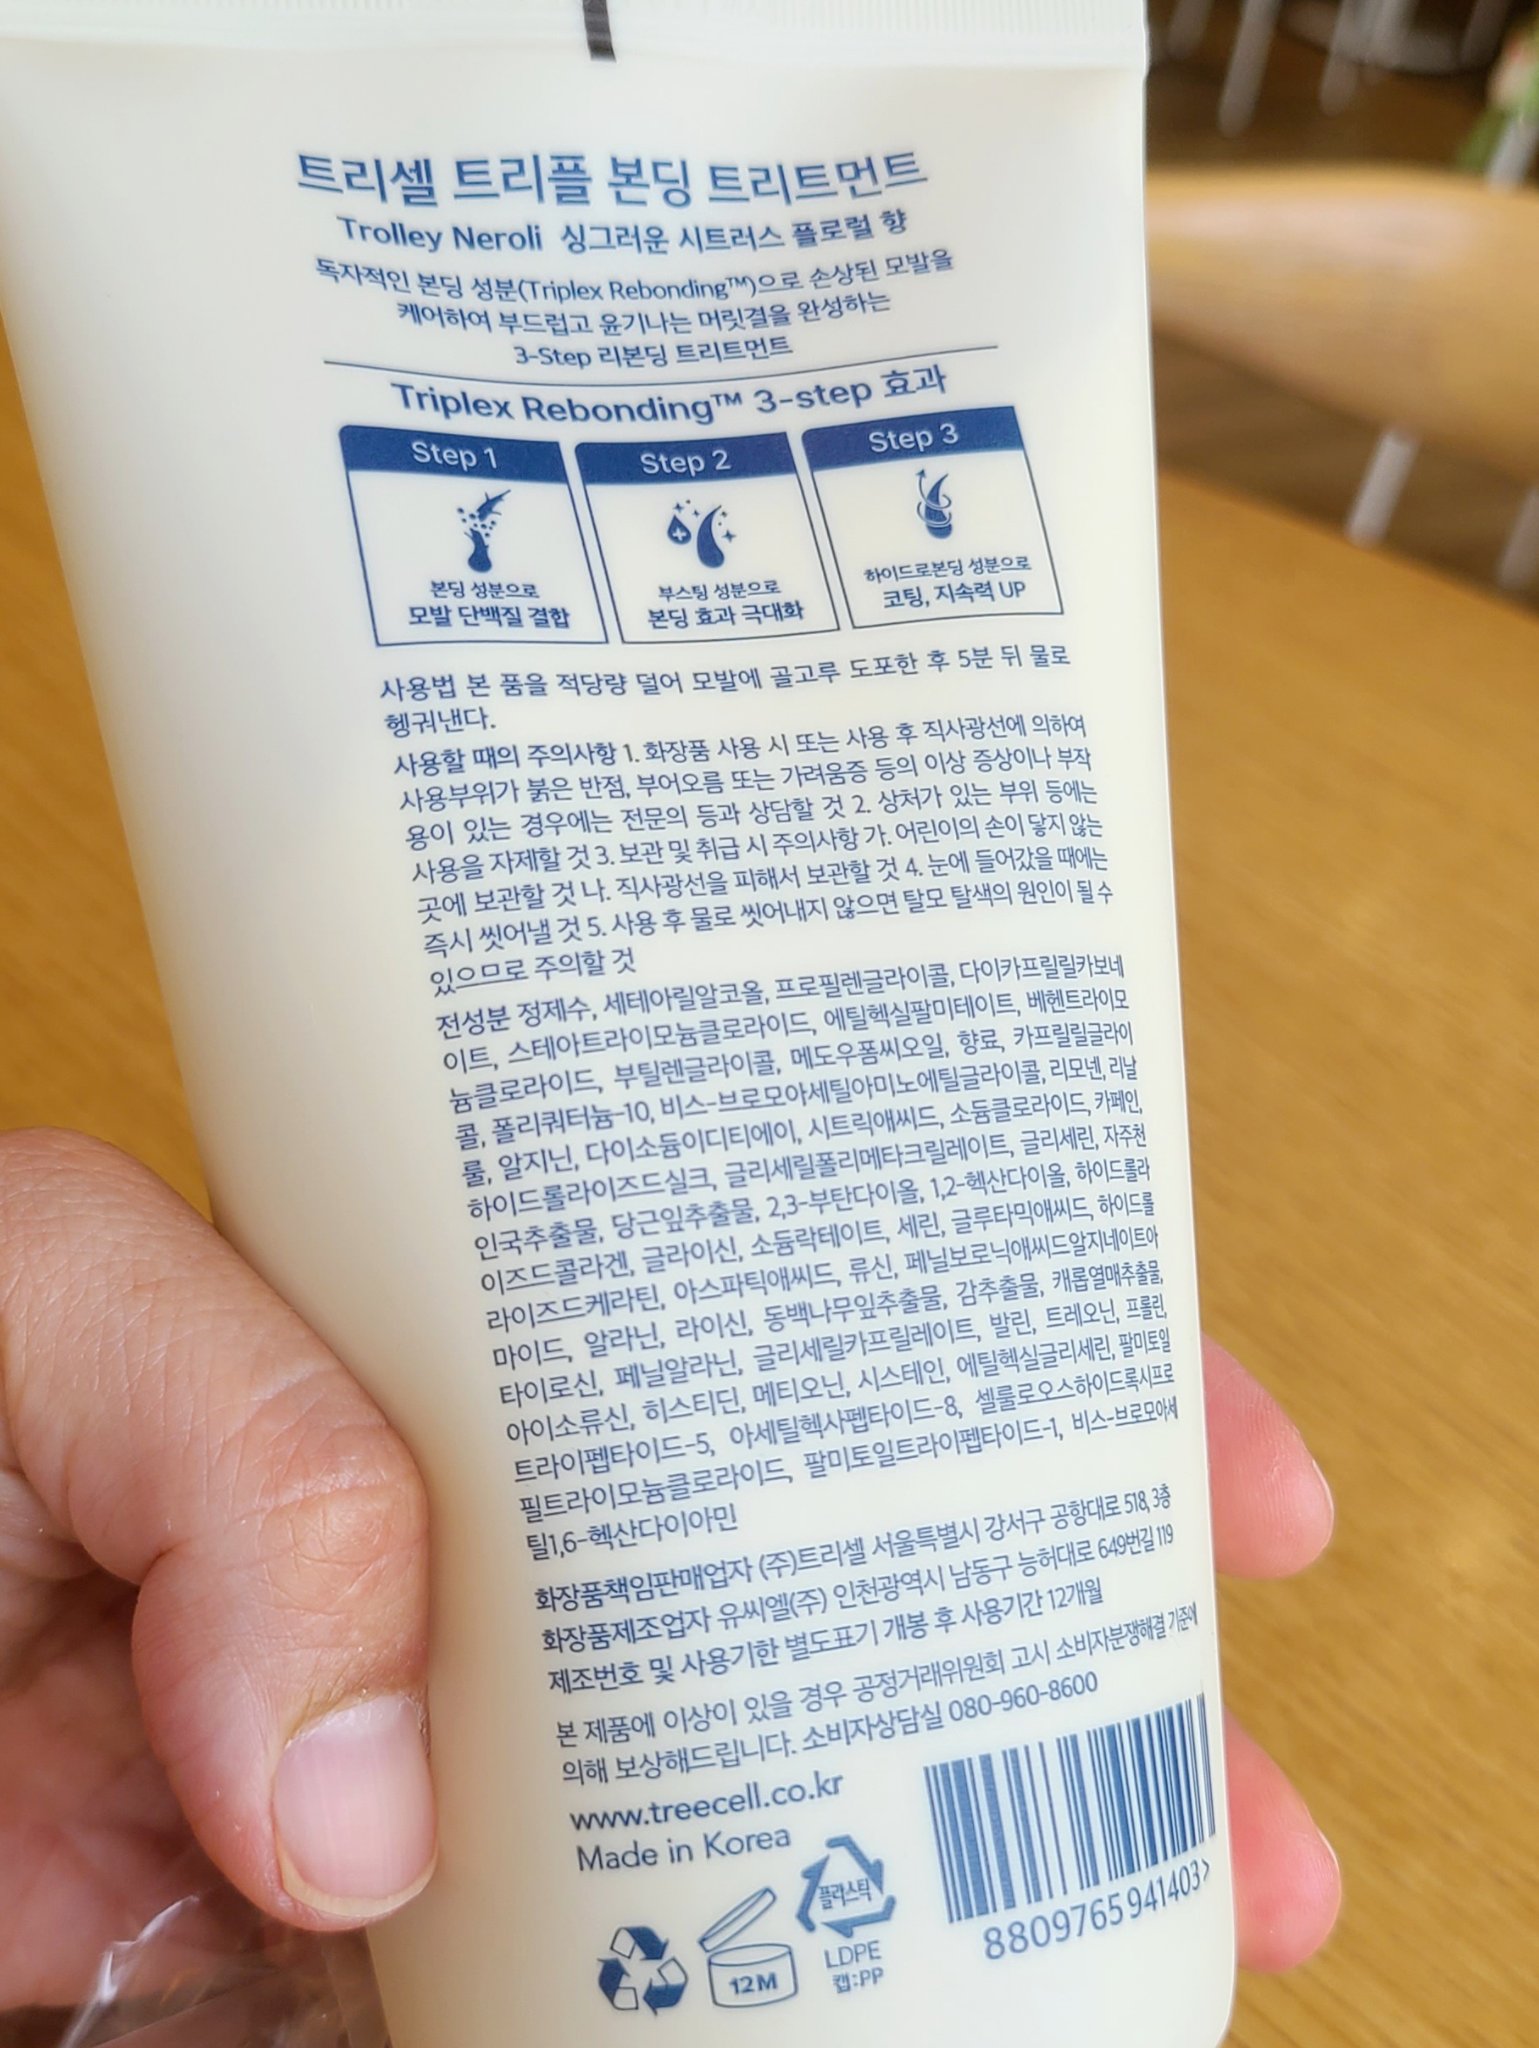 트리셀 트리플 본딩 트리트먼트
Trolley Neroli 싱그러운 시트러스 플로럴 향
독자적인 본딩 성분(Triplex Rebonding™)으로 손상된 모발을
케어하여 부드럽고 윤기나는 머릿결을 완성하는
3-Step 리본딩 트리트먼트
Triplex Rebonding™ 3-step 효과
Step 1
본딩 성분으로
모발 단백질 결합
Step 2
부스팅 성분으로
본딩 효과 극대화
Step 3
하이드로본딩 성분으로
코팅, 지속력 UP
사용법 본 품을 적당량 덜어 모발에 골고루 도포한 후 5분 뒤 물로
헹궈낸다.
사용할 때의 주의사항 1. 화장품 사용 시 또는 사용 후 직사광선에 의하여
사용부위가 붉은 반점, 부어오름 또는 가려움증 등의 이상 증상이나 부작
용이 있는 경우에는 전문의 등과 상담할 것 2. 상처가 있는 부위 등에는
사용을 자제할 것 3. 보관 및 취급 시 주의사항 가. 어린이의 손이 닿지 않는
곳에 보관할 것 나. 직사광선을 피해서 보관할 것 4. 눈에 들어갔을 때에는
즉시 씻어낼 것 5. 사용 후 물로 씻어내지 않으면 탈모 탈색의 원인이 될 수
있으므로 주의할 것
전성분 정제수, 세테아릴알코올, 프로필렌글라이콜, 다이카프릴릴카보네
이트, 스테아트라이모늄클로라이드, 에틸헥실팔미테이트, 베헨트라이모
늄클로라이드, 부틸렌글라이콜, 메도우폼씨오일, 향료, 카프릴릴글라이
콜, 폴리쿼터늄-10, 비스-브로모아세틸아미노에틸글라이콜, 리모넨, 리날
룰, 알지닌, 다이소듐이디티에이, 시트릭애씨드, 소듐클로라이드, 카페인,
하이드롤라이즈드실크, 글리세릴폴리메타크릴레이트, 글리세린, 자주천
인국추출물, 당근잎추출물, 2,3-부탄다이올, 1,2-헥산다이올, 하이드롤라
이즈드콜라겐, 글라이신, 소듐락테이트, 세린, 글루타믹애씨드, 하이드롤
라이즈드케라틴, 아스파틱애씨드, 류신, 페닐보로닉애씨드알지네이트아
마이드, 알라닌, 라이신, 동백나무잎추출물, 감추출물, 캐롭열매추출물,
타이로신, 페닐알라닌, 글리세릴카프릴레이트, 발린, 트레오닌, 프롤린,
아이소류신, 히스티딘, 메티오닌, 시스테인, 에틸헥실글리세린, 팔미토일
트라이펩타이드-5, 아세틸헥사펩타이드-8, 셀룰로오스하이드록시프로
필트라이모늄클로라이드, 팔미토일트라이펩타이드-1, 비스-브로모아세
틸1,6-헥산다이아민
화장품책임판매업자 (주)트리셀 서울특별시 강서구 공항대로 518, 3층
화장품제조업자 유씨엘(주) 인천광역시 남동구 능허대로 649번길 119
제조번호 및 사용기한 별도표기 개봉 후 사용기간 12개월
본 제품에 이상이 있을 경우 공정거래위원회 고시 소비자분쟁해결 기준에
의해 보상해드립니다. 소비자상담실 080-960-8600
www.treecell.co.kr
Made in Korea
12M
플라스틱
LDPE
캡:PP
8809765941403>